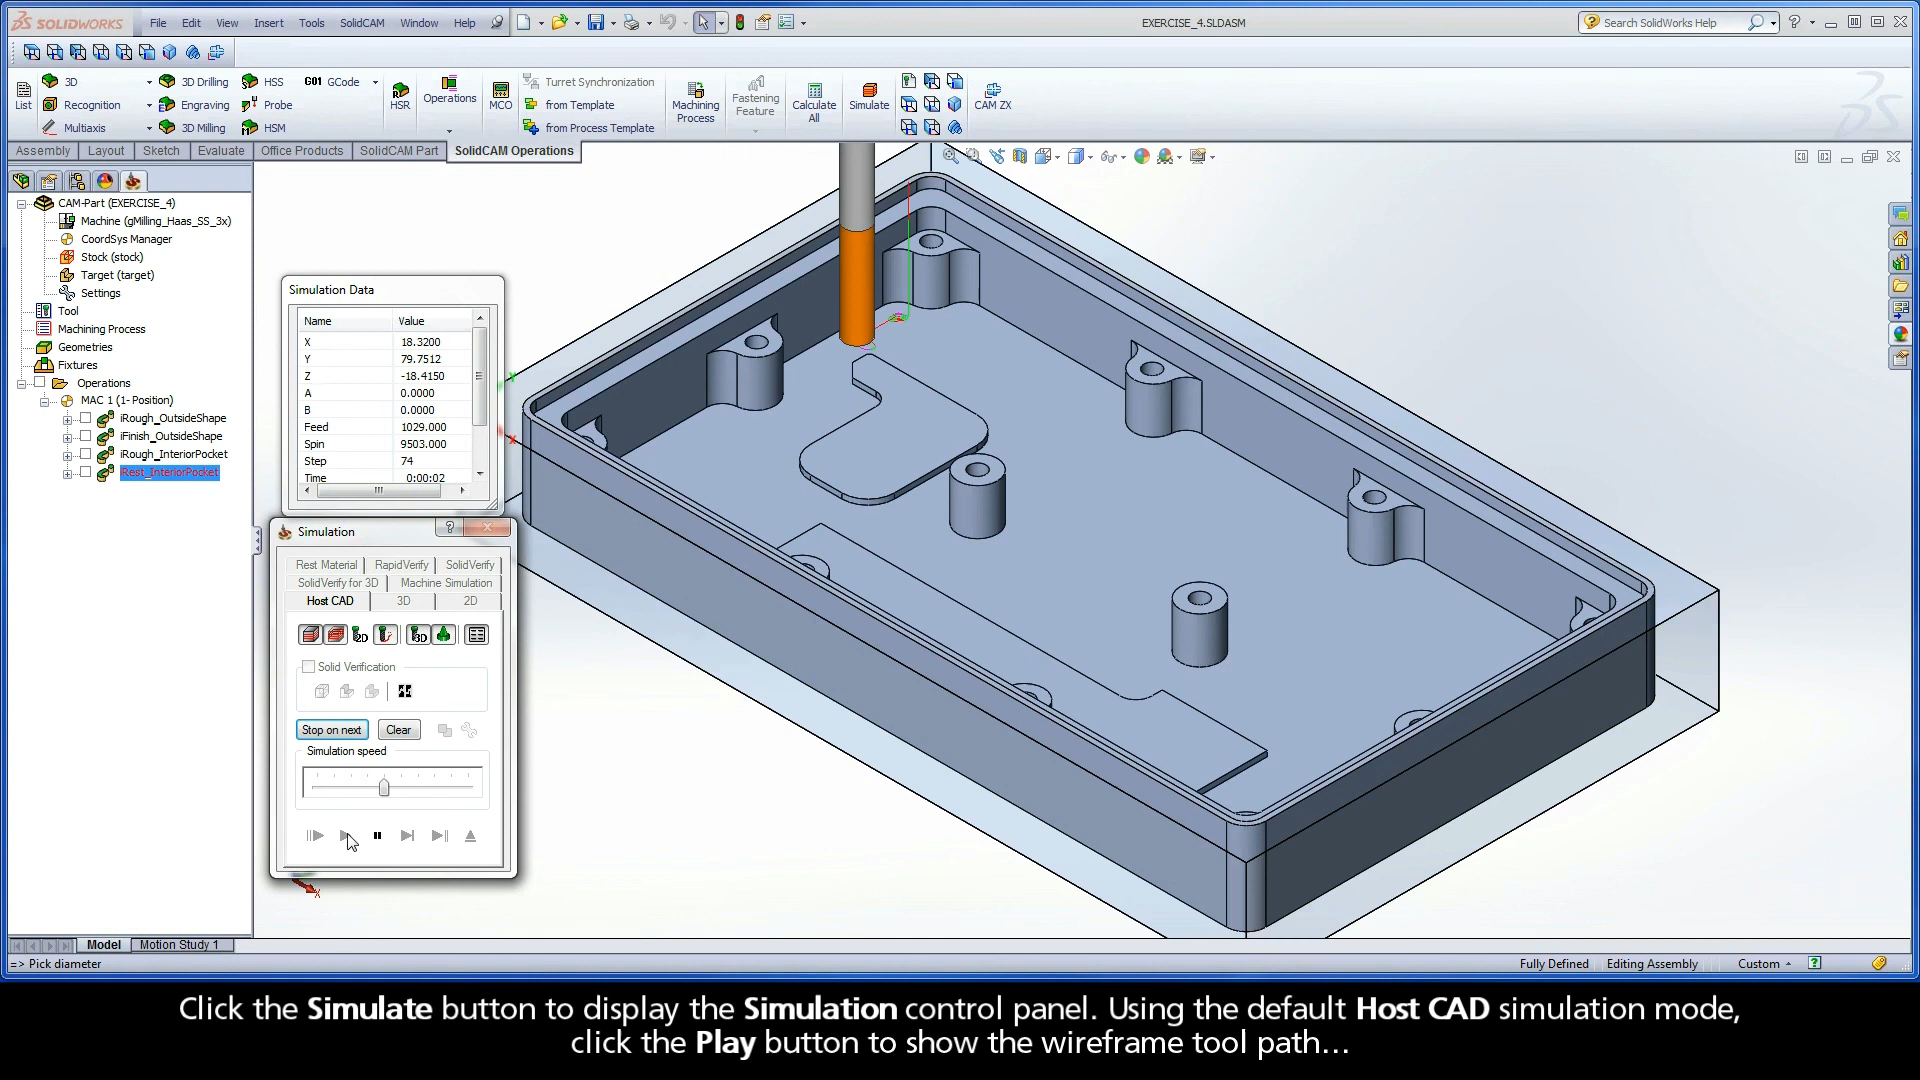 SOLIDWORKS File Edit View Insert Tools SolidCAM Window Help EXERCISE_4.SLDASM Search SolidWorks Help
3D 3D Drilling HSS G01 GCode
Recognition Engraving Probe
Multiaxis 3D Milling HSM
List HSR Operations MCO
Turret Synchronization
from Template
from Process Template
Machining Process
Fastening Feature
Calculate All
Simulate
CAM ZX
Assembly Layout Sketch Evaluate Office Products SolidCAM Part SolidCAM Operations
CAM-Part (EXERCISE_4)
Machine (gMilling_Haas_SS_3x)
CoordSys Manager
Stock (stock)
Target (target)
Settings
Tool
Machining Process
Geometries
Fixtures
Operations
MAC 1 (1- Position)
iRough_OutsideShape
iFinish_OutsideShape
iRough_InteriorPocket
iRest_InteriorPocket
Simulation Data
Name Value
X 18.3200
Y 79.7512
Z -18.4150
A 0.0000
B 0.0000
Feed 1029.000
Spin 9503.000
Step 74
Time 0:00:02
Simulation
Rest Material RapidVerify SolidVerify
SolidVerify for 3D Machine Simulation
Host CAD 3D 2D
2D 3D
Solid Verification
Stop on next Clear
Simulation speed
Y
X
X
Model Motion Study 1
=> Pick diameter Fully Defined Editing Assembly Custom
Click the Simulate button to display the Simulation control panel. Using the default Host CAD simulation mode,
click the Play button to show the wireframe tool path...